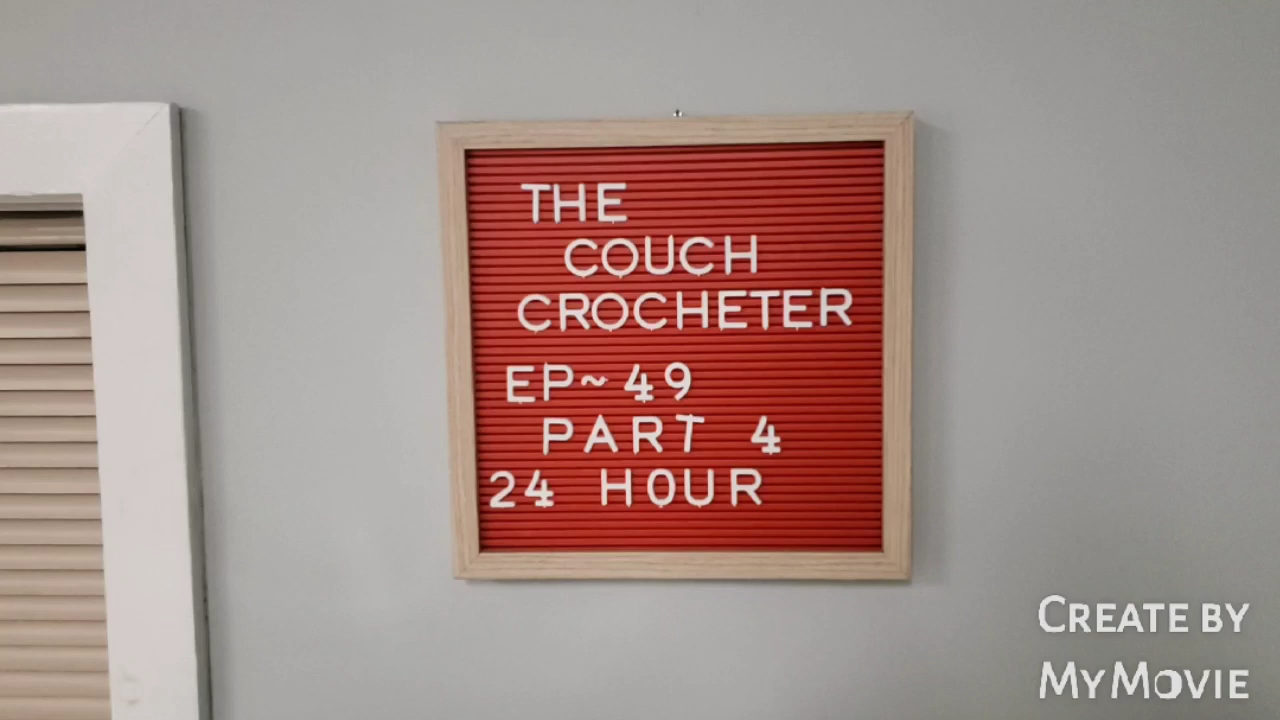 THE
COUCH
CROCHETER
EP~49
PART 4
24 HOUR
CREATE BY
MYMOVIE